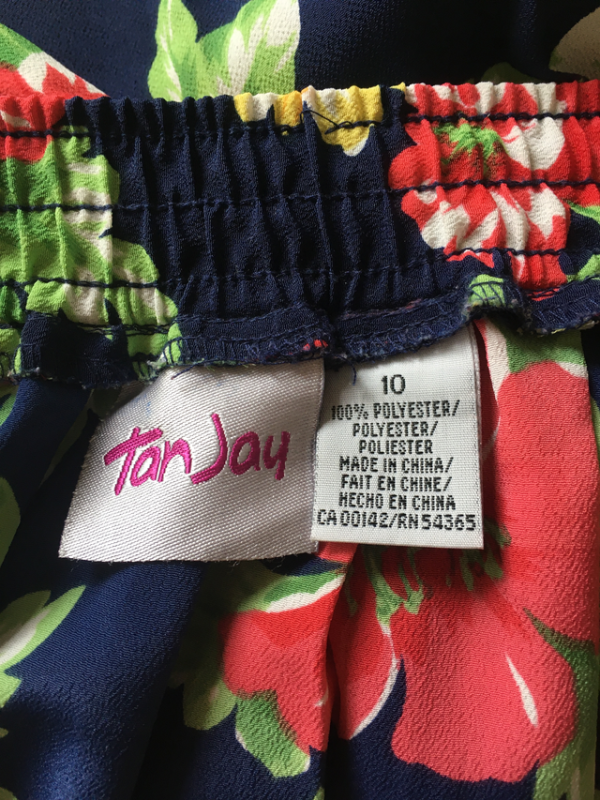 Tan Jay
10
100% POLYESTER/
POLYESTER/
POLIESTER
MADE IN CHINA/
FAIT EN CHINE/
HECHO EN CHINA
CA 00142/RN 54365